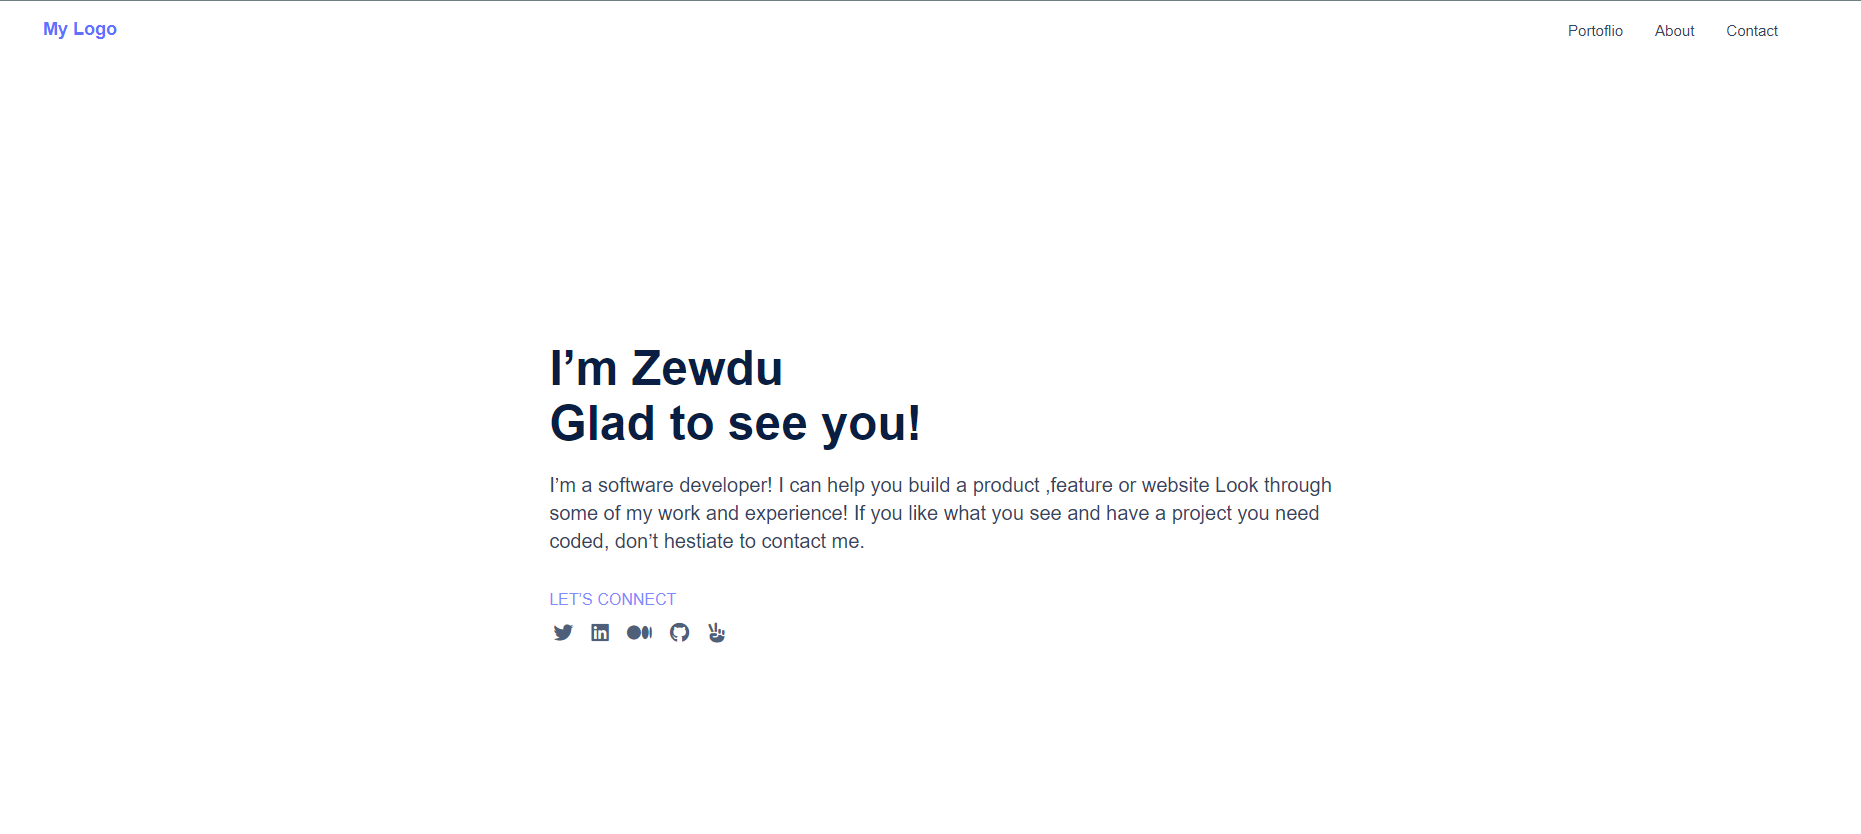 My Logo
Portoflio About Contact
I’m Zewdu
Glad to see you!
I’m a software developer! I can help you build a product ,feature or website Look through
some of my work and experience! If you like what you see and have a project you need
coded, don’t hestiate to contact me.
LET’S CONNECT